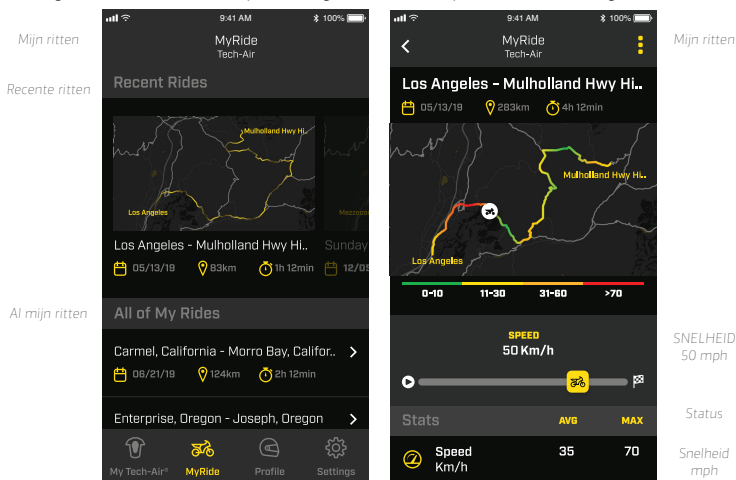 Mijn ritten
Recente ritten
Al mijn ritten
9:41 AM
100%
MyRide
Tech-Air
Recent Rides
Mulholland Hwy Hi..
Los Angeles
Los Angeles - Mulholland Hwy Hi..
05/13/19
83km
1h 12min
Sunday
12/05
All of My Rides
Carmel, California - Morro Bay, Califor..
06/21/19
124km
2h 12min
Enterprise, Oregon - Joseph, Oregon
My Tech-Air®
MyRide
Profile
Settings
9:41 AM
100%
MyRide
Tech-Air
Los Angeles - Mulholland Hwy Hi..
05/13/19
283km
4h 12min
Mulholland Hwy Hi..
Los Angeles
0-10
11-30
31-60
>70
SPEED
50 Km/h
Stats
AVG
MAX
Speed
Km/h
35
70
Mijn ritten
SNELHEID
50 mph
Status
Snelheid
mph